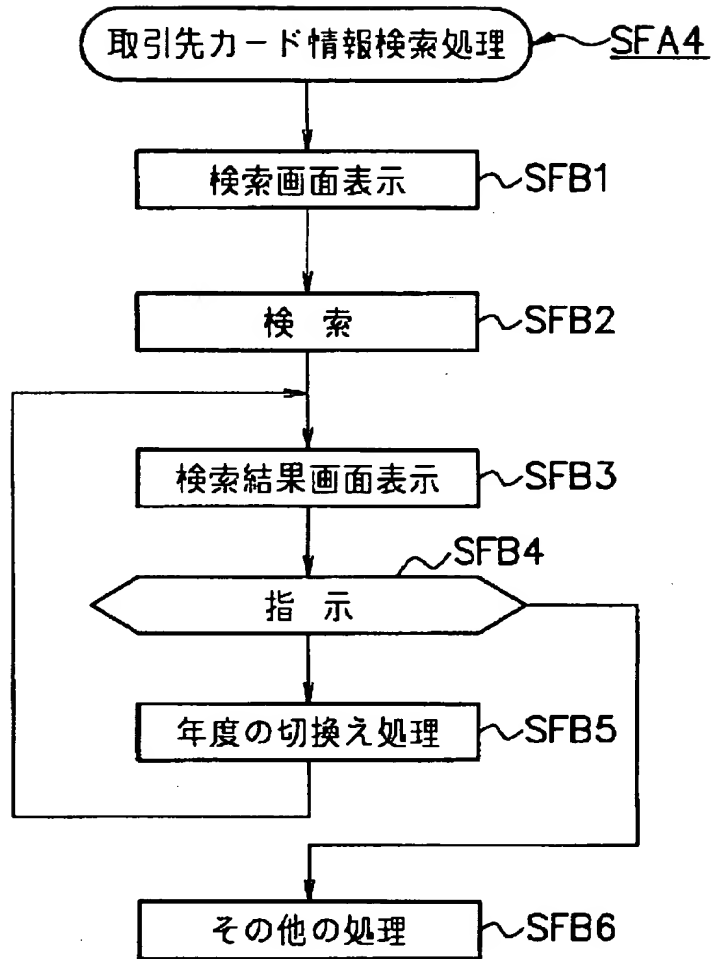 取引先カード情報検索処理 SFA4
検索画面表示 SFB1
検 索 SFB2
検索結果画面表示 SFB3
SFB4
指 示
年度の切換え処理 SFB5
その他の処理 SFB6